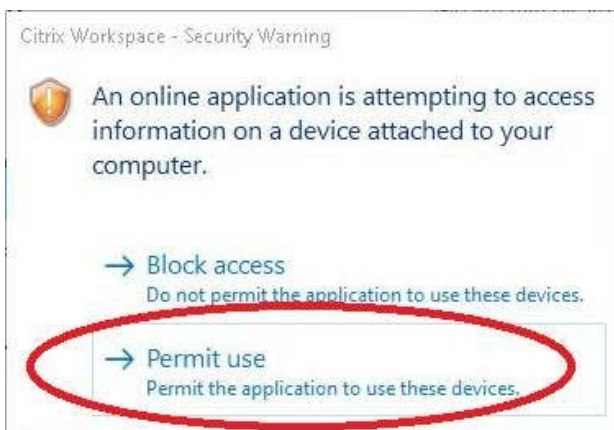 Citrix Workspace - Security Warning
An online application is attempting to access
information on a device attached to your
computer.
→ Block access
Do not permit the application to use these devices.
→ Permit use
Permit the application to use these devices.